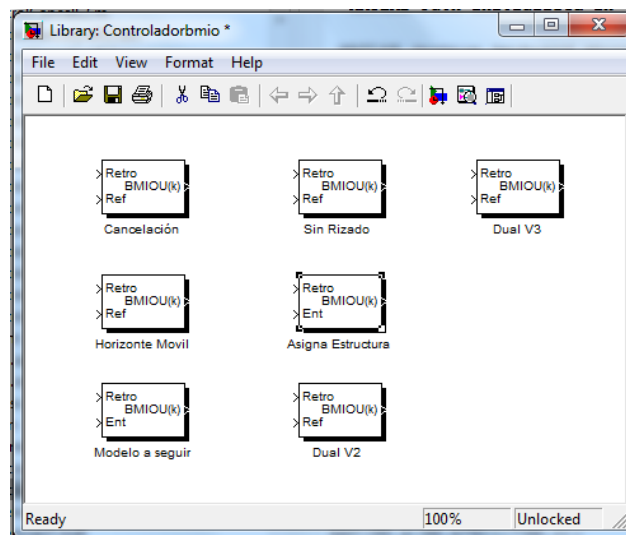 Library: Controladorbmio *
File Edit View Format Help
Retro
BMIOU(k)
Ref
Cancelación
Retro
BMIOU(k)
Ref
Sin Rizado
Retro
BMIOU(k)
Ref
Dual V3
Retro
BMIOU(k)
Ref
Horizonte Movil
Retro
BMIOU(k)
Ent
Asigna Estructura
Retro
BMIOU(k)
Ent
Modelo a seguir
Retro
BMIOU(k)
Ref
Dual V2
Ready 100% Unlocked